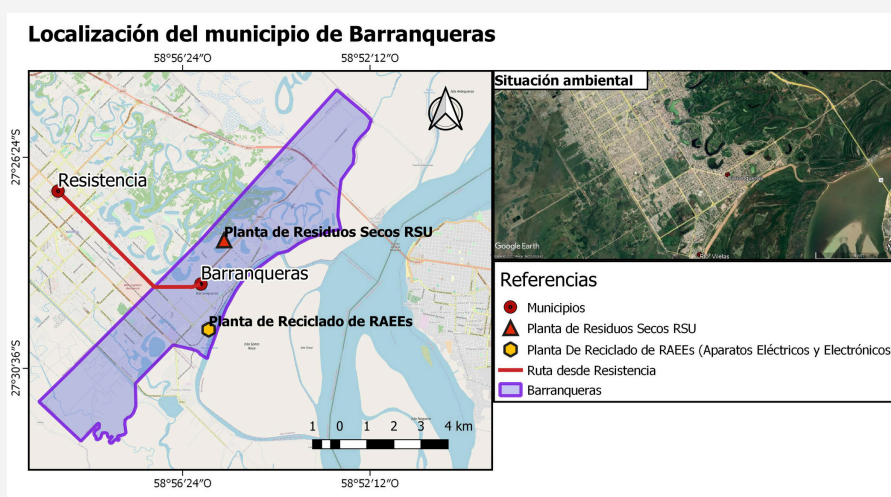 Localización del municipio de Barranqueras
58°56′24″O
58°52′12″O
27°26′24″S
27°30′36″S
Resistencia
Planta de Residuos Secos RSU
Barranqueras
Planta de Reciclado de RAEEs
1 0 1 2 3 4 km
58°56′24″O
58°52′12″O
Situación ambiental
Google Earth
Referencias
Municipios
Planta de Residuos Secos RSU
Planta De Reciclado de RAEEs (Aparatos Eléctricos y Electrónicos
Ruta desde Resistencia
Barranqueras